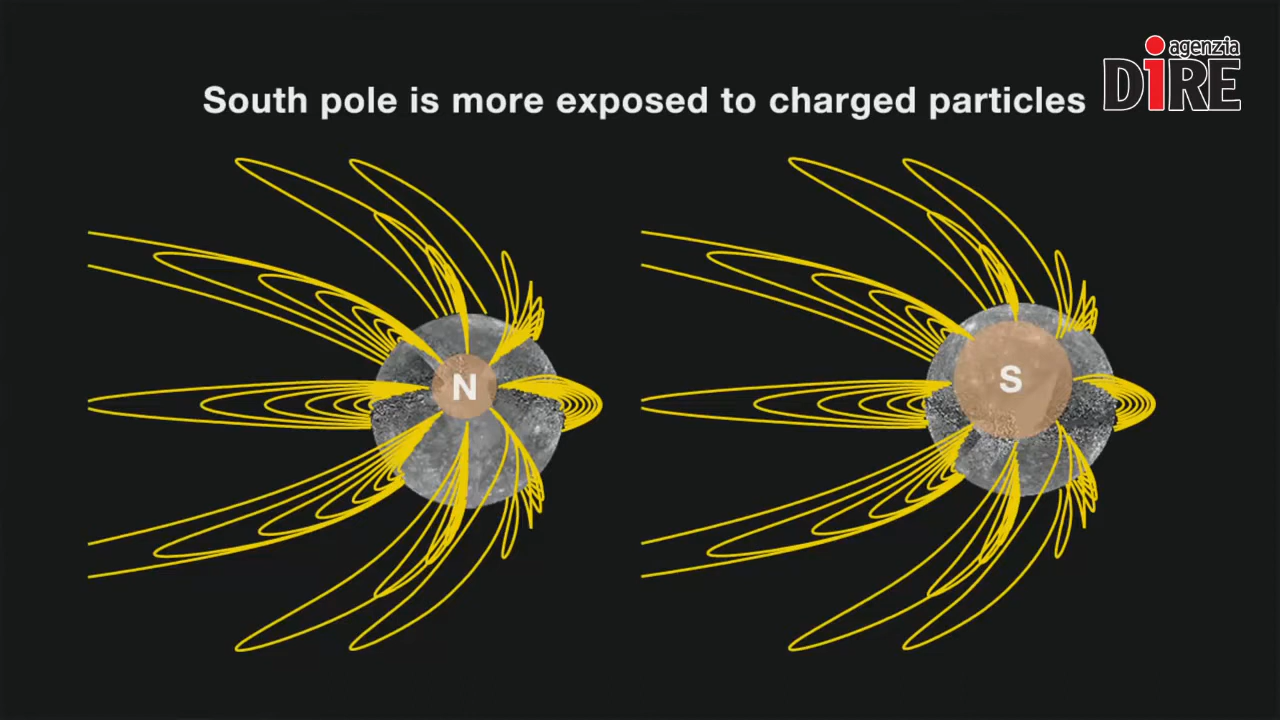 agenzia
DiRE
South pole is more exposed to charged particles
N
S